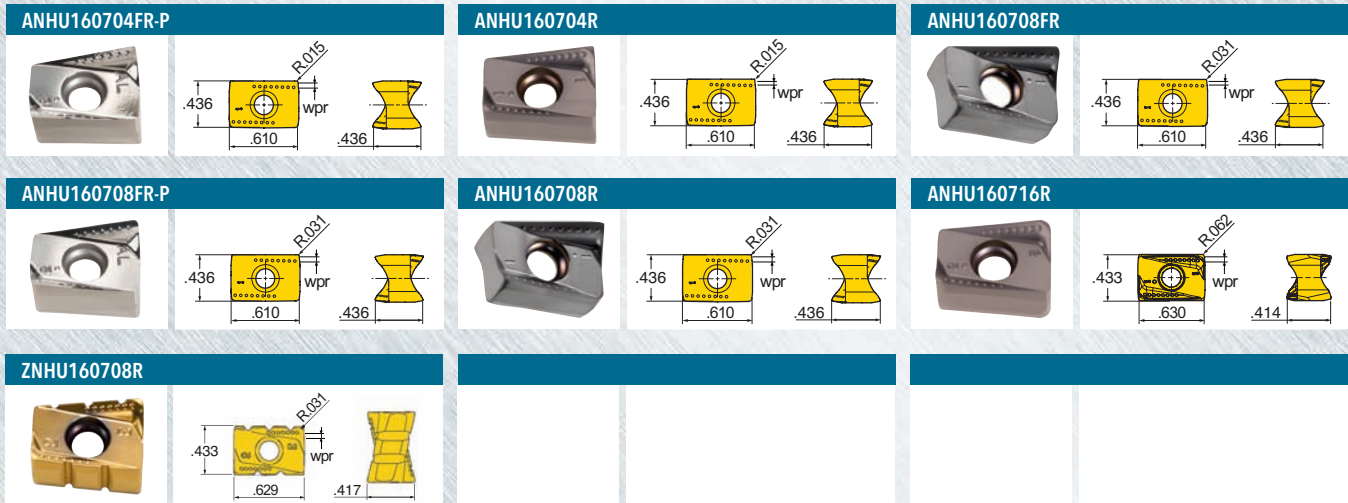 ANHU160704FR-P
R.015
.436
wpr
.610
.436
ANHU160704R
R.015
.436
wpr
.610
.436
ANHU160708FR
R.031
.436
wpr
.610
.436
ANHU160708FR-P
R.031
.436
wpr
.610
.436
ANHU160708R
R.031
.436
wpr
.610
.436
ANHU160716R
R.062
.433
wpr
.630
.414
ZNHU160708R
R.031
.433
wpr
.629
.417